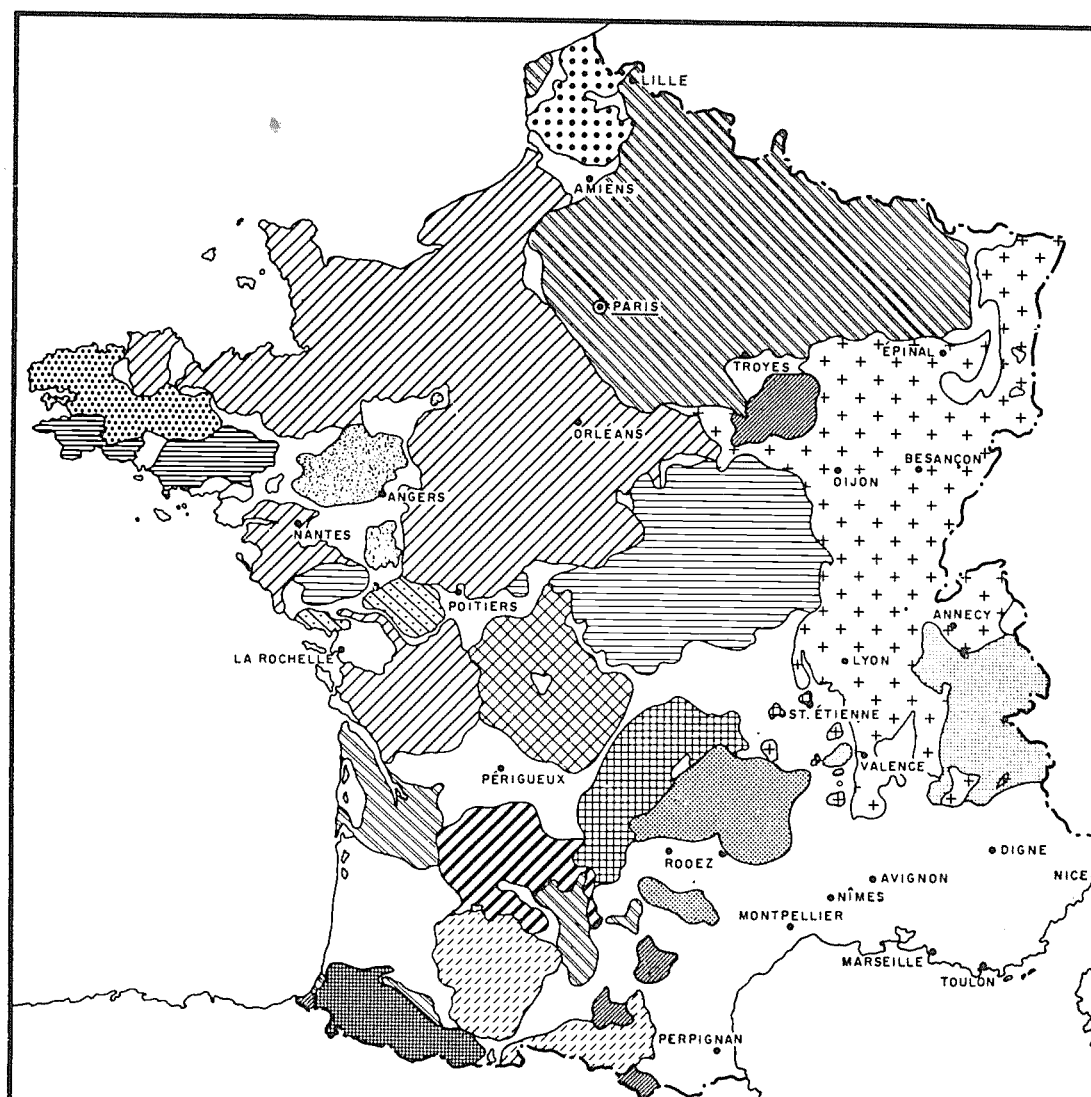 LILLE
AMIENS
PARIS
ÉPINAL
TROYES
ORLEANS
BESANÇON
DIJON
ANGERS
NANTES
POITIERS
ANNECY
LA ROCHELLE
LYON
ST. ÉTIENNE
VALENCE
PÉRIGUEUX
RODEZ
DIGNE
AVIGNON
NICE
NÎMES
MONTPELLIER
MARSEILLE
TOULON
PERPIGNAN